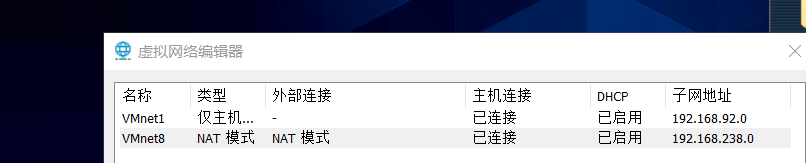 虚拟网络编辑器
名称 类型 外部连接 主机连接 DHCP 子网地址
VMnet1 仅主机... - 已连接 已启用 192.168.92.0
VMnet8 NAT 模式 NAT 模式 已连接 已启用 192.168.238.0